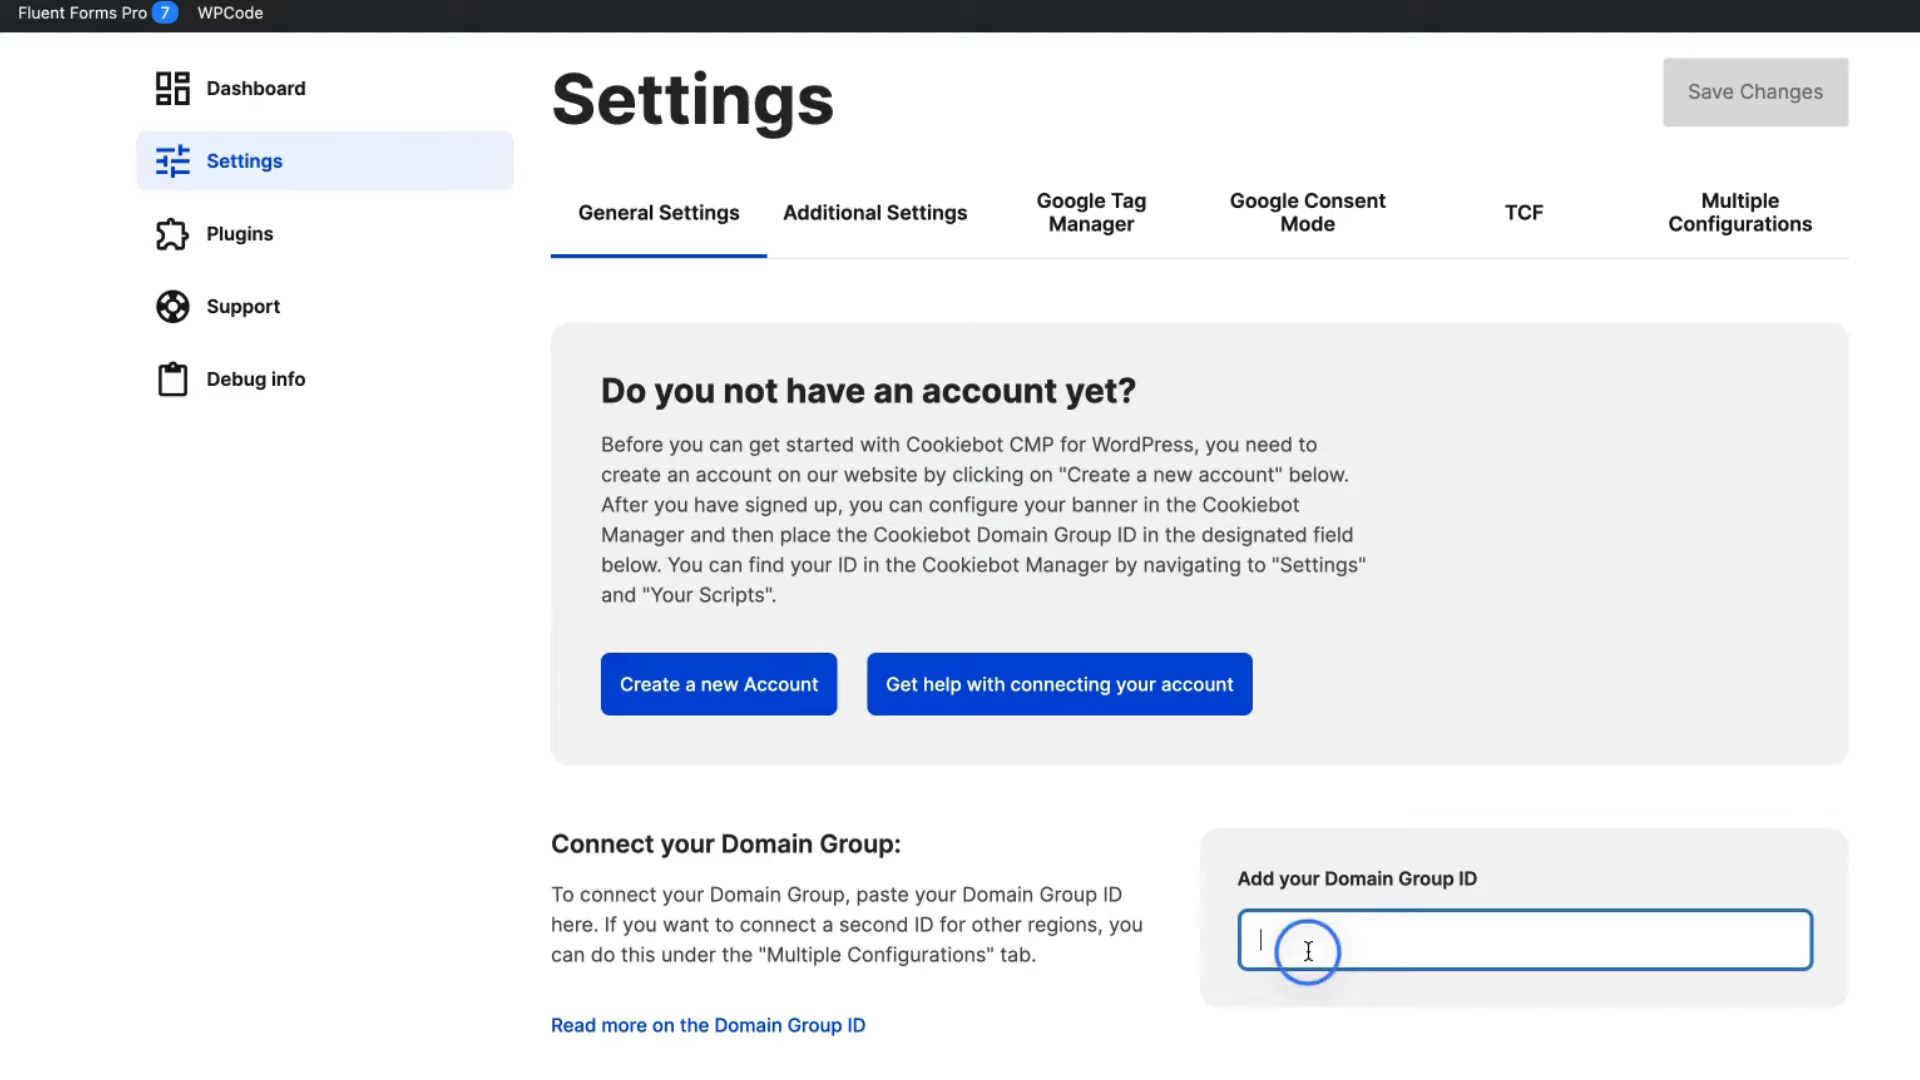 Fluent Forms Pro 7 WPCode
Dashboard
Settings
Plugins
Support
Debug info
Settings
Save Changes
General Settings
Additional Settings
Google Tag
Manager
Google Consent
Mode
TCF
Multiple
Configurations
Do you not have an account yet?
Before you can get started with Cookiebot CMP for WordPress, you need to
create an account on our website by clicking on "Create a new account" below.
After you have signed up, you can configure your banner in the Cookiebot
Manager and then place the Cookiebot Domain Group ID in the designated field
below. You can find your ID in the Cookiebot Manager by navigating to "Settings"
and "Your Scripts".
Create a new Account
Get help with connecting your account
Connect your Domain Group:
To connect your Domain Group, paste your Domain Group ID
here. If you want to connect a second ID for other regions, you
can do this under the "Multiple Configurations" tab.
Read more on the Domain Group ID
Add your Domain Group ID